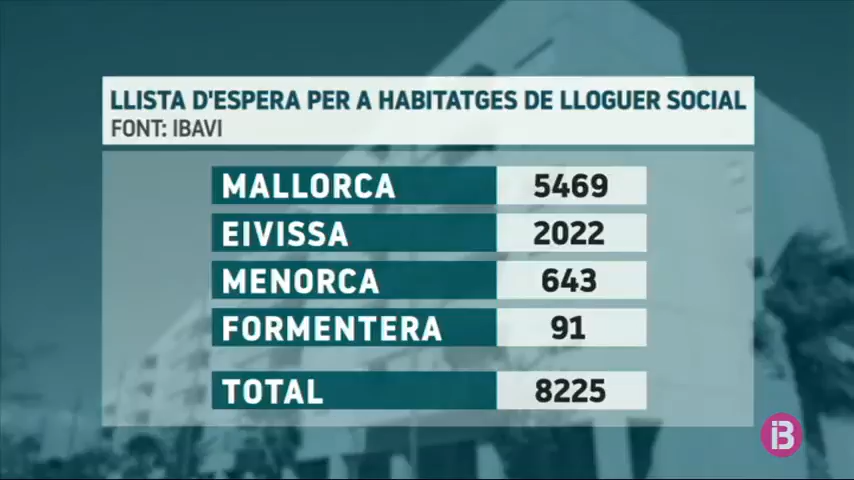 LLISTA D'ESPERA PER A HABITATGES DE LLOGUER SOCIAL
FONT: IBAVI
MALLORCA 5469
EIVISSA 2022
MENORCA 643
FORMENTERA 91
TOTAL 8225
iB